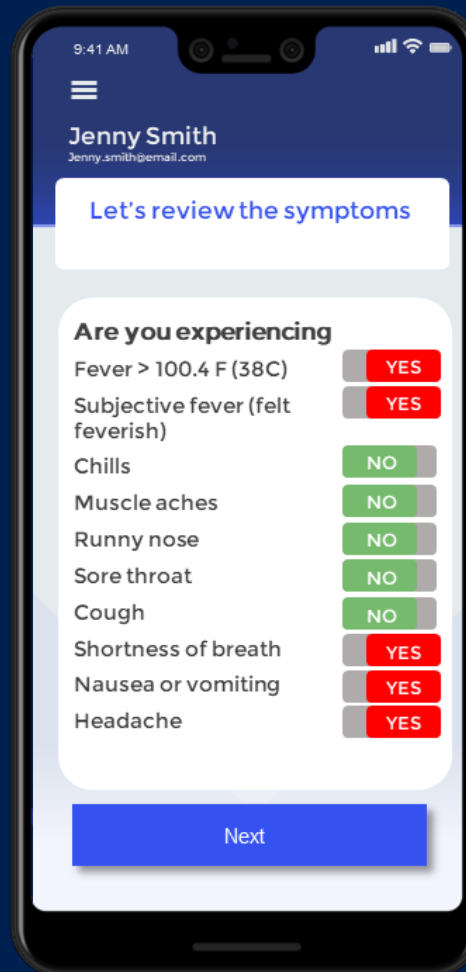 9:41 AM
Jenny Smith
Jenny.smith@email.com
Let's review the symptoms
Are you experiencing
Fever > 100.4 F (38C) YES
Subjective fever (felt YES
feverish)
Chills NO
Muscle aches NO
Runny nose NO
Sore throat NO
Cough NO
Shortness of breath YES
Nausea or vomiting YES
Headache YES
Next